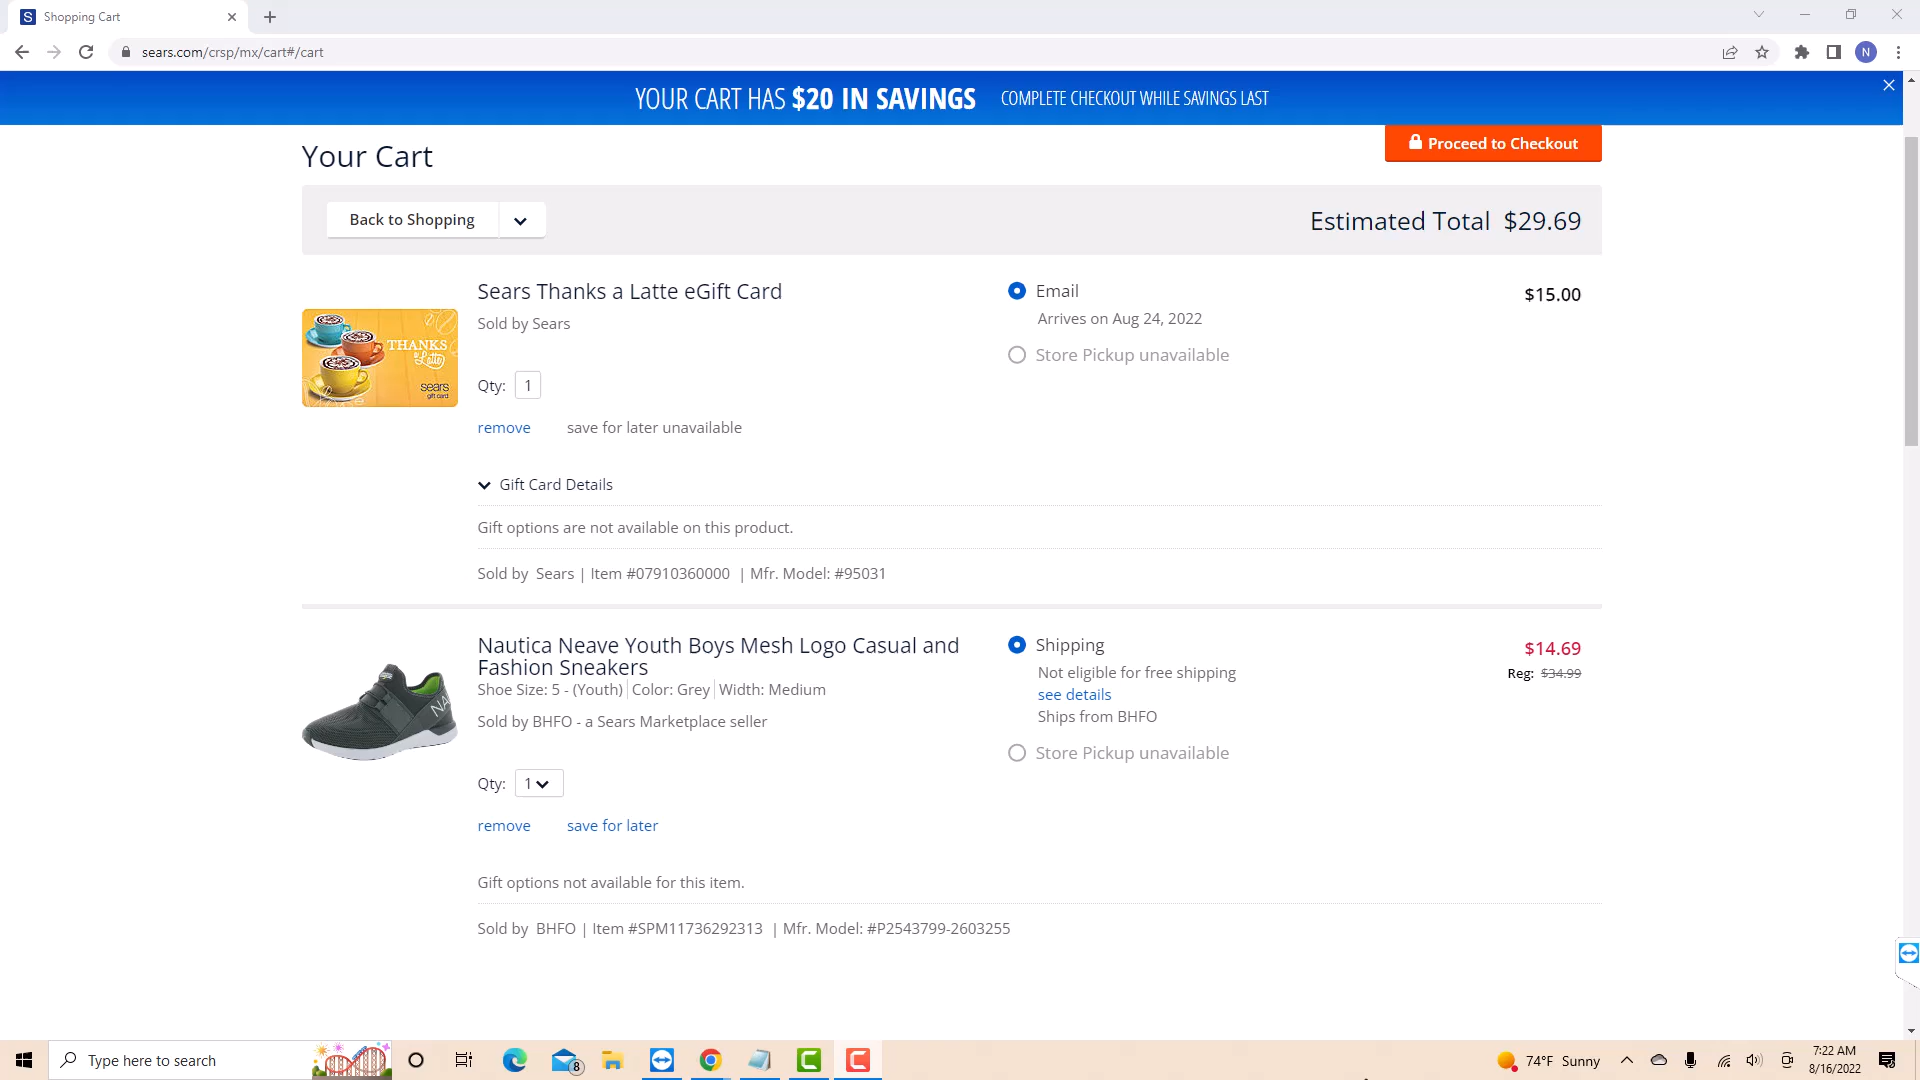 Shopping Cart
sears.com/crsp/mx/cart#/cart
N
YOUR CART HAS $20 IN SAVINGS COMPLETE CHECKOUT WHILE SAVINGS LAST
Your Cart
Proceed to Checkout
Back to Shopping
Estimated Total $29.69
Sears Thanks a Latte eGift Card
Sold by Sears
THANKS
a Latte
sears
gift card
Qty: 1
remove save for later unavailable
Email
Arrives on Aug 24, 2022
Store Pickup unavailable
$15.00
Gift Card Details
Gift options are not available on this product.
Sold by Sears | Item #07910360000 | Mfr. Model: #95031
Nautica Neave Youth Boys Mesh Logo Casual and
Fashion Sneakers
Shoe Size: 5 - (Youth) Color: Grey Width: Medium
Sold by BHFO - a Sears Marketplace seller
NA
Qty: 1
remove save for later
Shipping
Not eligible for free shipping
see details
Ships from BHFO
Store Pickup unavailable
$14.69
Reg: $34.99
Gift options not available for this item.
Sold by BHFO | Item #SPM11736292313 | Mfr. Model: #P2543799-2603255
Type here to search
8
74°F Sunny
7:22 AM
8/16/2022